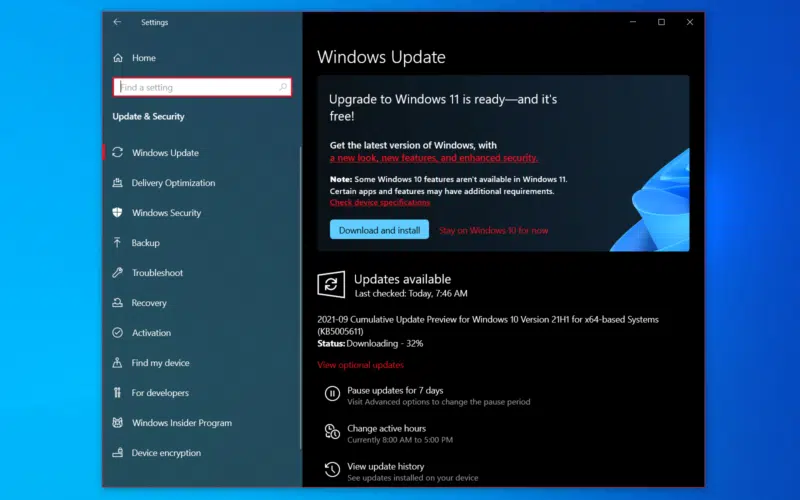 Settings
Home
Find a setting
Update & Security
Windows Update
Delivery Optimization
Windows Security
Backup
Troubleshoot
Recovery
Activation
Find my device
For developers
Windows Insider Program
Device encryption
Windows Update
Upgrade to Windows 11 is ready—and it's
free!
Get the latest version of Windows, with
a new look, new features, and enhanced security.
Note: Some Windows 10 features aren't available in Windows 11.
Certain apps and features may have additional requirements.
Check device specifications
Download and install
Stay on Windows 10 for now
Updates available
Last checked: Today, 7:46 AM
2021-09 Cumulative Update Preview for Windows 10 Version 21H1 for x64-based Systems
(KB5005611)
Status: Downloading - 32%
View optional updates
Pause updates for 7 days
Visit Advanced options to change the pause period
Change active hours
Currently 8:00 AM to 5:00 PM
View update history
See updates installed on your device